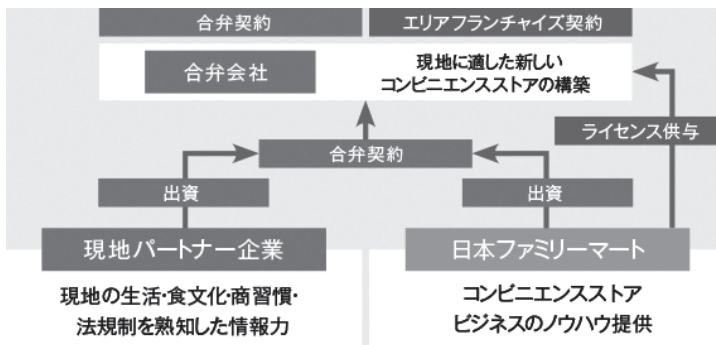 合弁契約
エリアフランチャイズ契約
合弁会社
現地に適した新しい
コンビニエンスストアの構築
ライセンス供与
合弁契約
出資
出資
現地パートナー企業
日本ファミリーマート
現地の生活・食文化・商習慣・
法規制を熟知した情報力
コンビニエンスストア
ビジネスのノウハウ提供